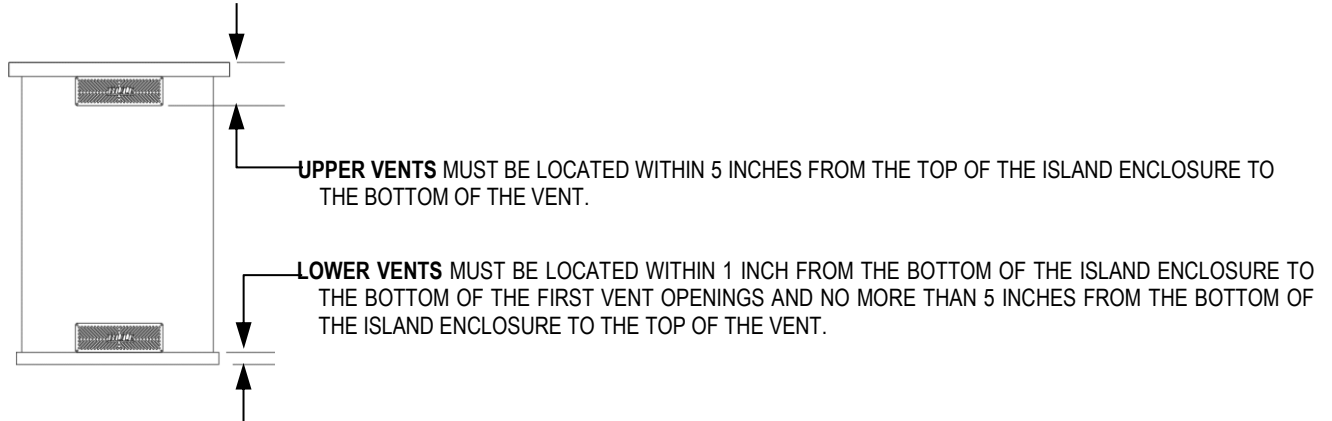 UPPER VENTS MUST BE LOCATED WITHIN 5 INCHES FROM THE TOP OF THE ISLAND ENCLOSURE TO
THE BOTTOM OF THE VENT.
LOWER VENTS MUST BE LOCATED WITHIN 1 INCH FROM THE BOTTOM OF THE ISLAND ENCLOSURE TO
THE BOTTOM OF THE FIRST VENT OPENINGS AND NO MORE THAN 5 INCHES FROM THE BOTTOM OF
THE ISLAND ENCLOSURE TO THE TOP OF THE VENT.